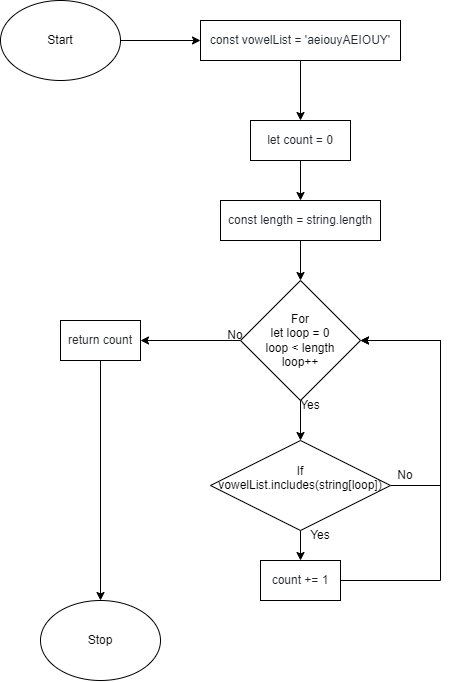 Start
const vowelList = 'aeiouyAEIOUY'
let count = 0
const length = string.length
For
let loop = 0
loop < length
loop++
No
return count
Yes
If
vowelList.includes(string[loop])
No
Yes
count += 1
Stop